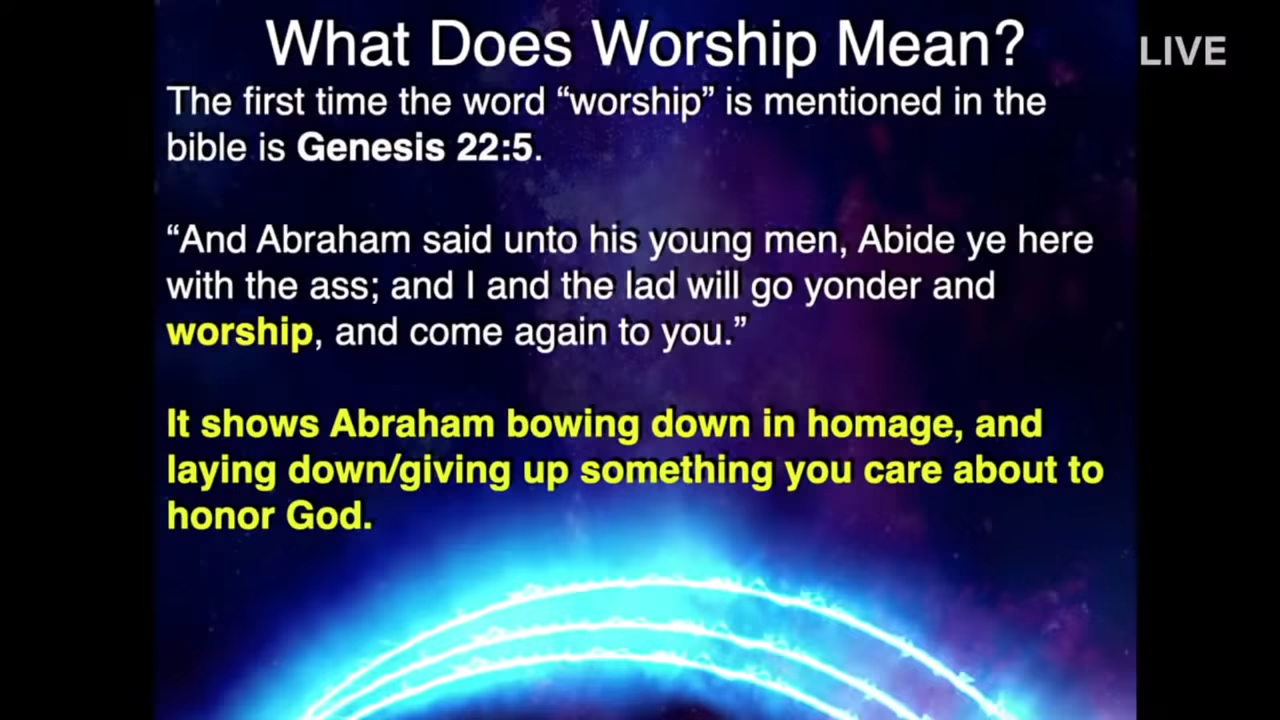 What Does Worship Mean?
LIVE
The first time the word “worship” is mentioned in the
bible is Genesis 22:5.
“And Abraham said unto his young men, Abide ye here
with the ass; and I and the lad will go yonder and
worship, and come again to you.”
It shows Abraham bowing down in homage, and
laying down/giving up something you care about to
honor God.